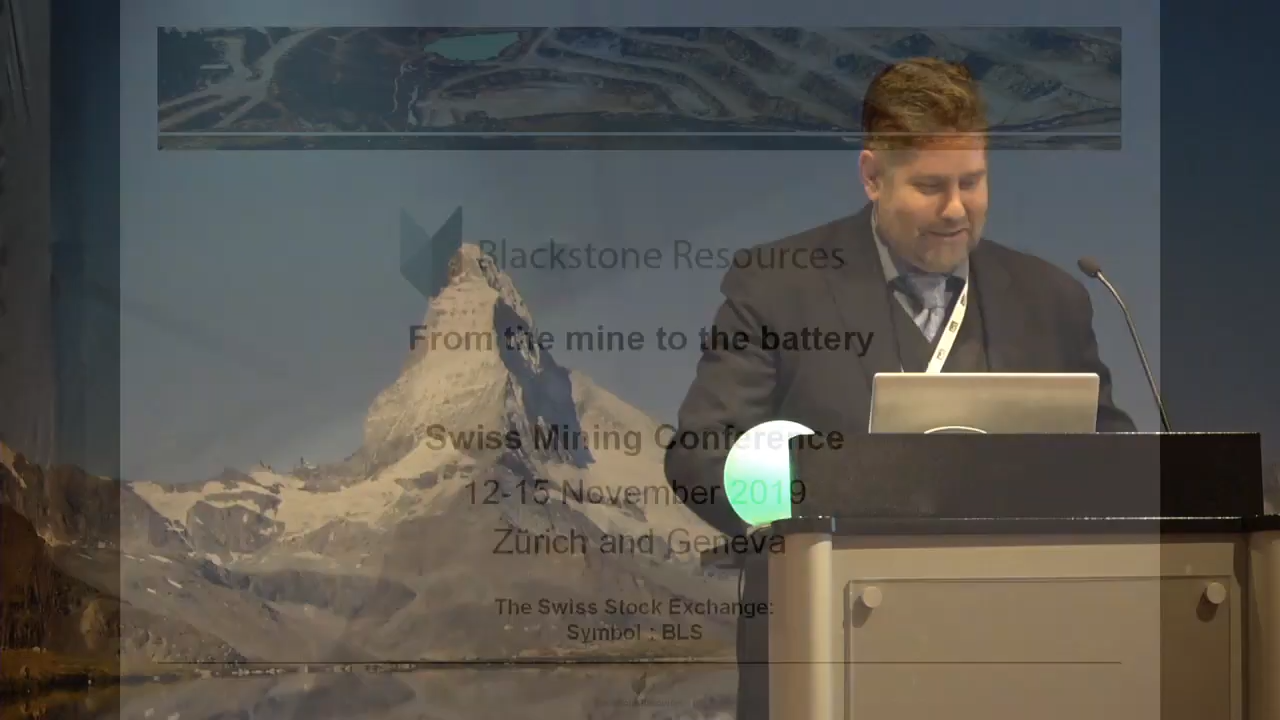 Blackstone Resources
From the mine to the battery
Swiss Mining Conference
12-15 November 2019
Zürich and Geneva
The Swiss Stock Exchange:
Symbol : BLS